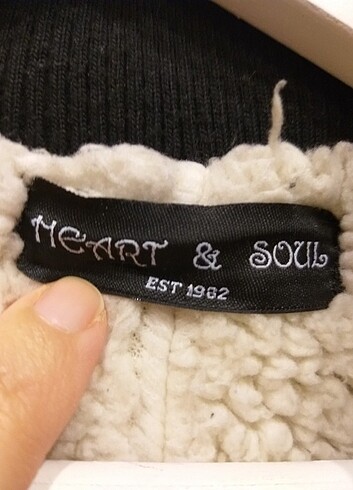 HEART & SOUL
EST 1982